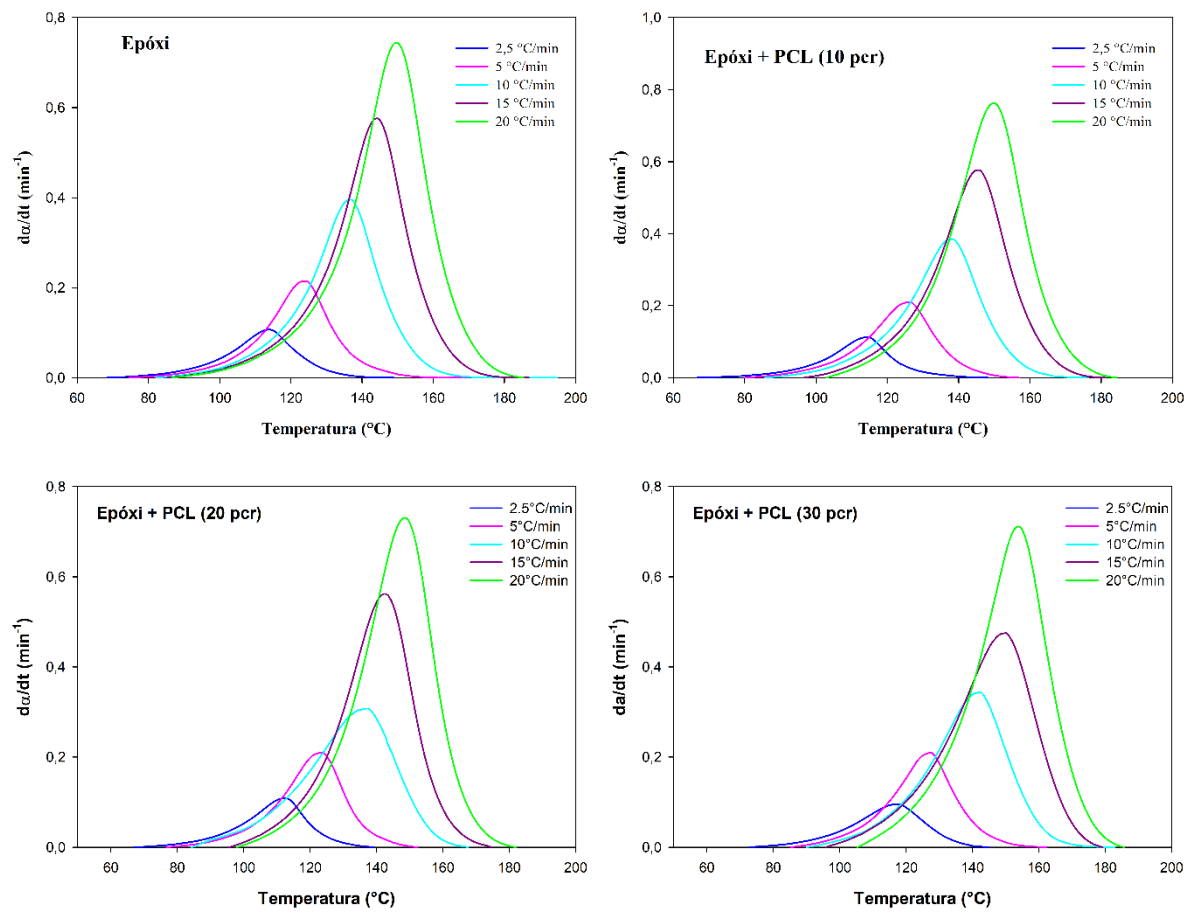 Epóxi
2,5 °C/min
5 °C/min
10 °C/min
15 °C/min
20 °C/min
0,8
0,6
0,4
0,2
0,0
dα/dt (min⁻¹)
60 80 100 120 140 160 180 200
Temperatura (°C)
Epóxi + PCL (10 pcr)
2,5 °C/min
5 °C/min
10 °C/min
15 °C/min
20 °C/min
1,0
0,8
0,6
0,4
0,2
0,0
dα/dt (min⁻¹)
60 80 100 120 140 160 180 200
Temperatura (°C)
Epóxi + PCL (20 pcr)
2.5°C/min
5°C/min
10°C/min
15°C/min
20°C/min
0,8
0,6
0,4
0,2
0,0
dα/dt (min⁻¹)
60 80 100 120 140 160 180 200
Temperatura (°C)
Epóxi + PCL (30 pcr)
2.5°C/min
5°C/min
10°C/min
15°C/min
20°C/min
0,8
0,6
0,4
0,2
0,0
da/dt (min⁻¹)
60 80 100 120 140 160 180 200
Temperatura (°C)